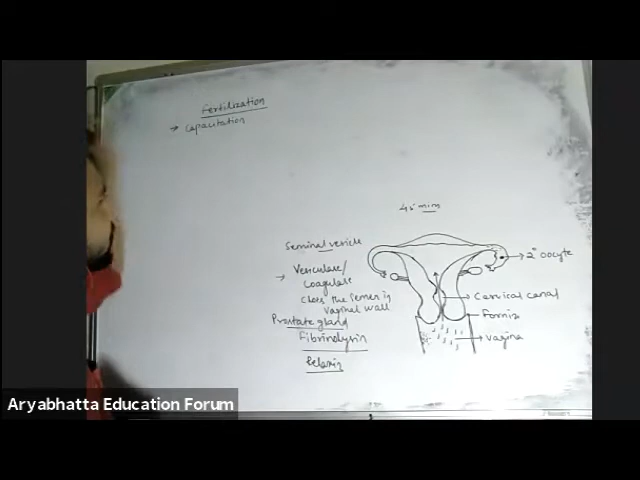 Fertilization
→ Capacitation
45 min
Seminal vesicle
→ Vesiculase/
Coagulase
Clots the semen in
vaginal wall
Prostate gland
Fibrinolysin
Relaxin
2° oocyte
Cervical canal
Fornix
vagina
Aryabhatta Education Forum